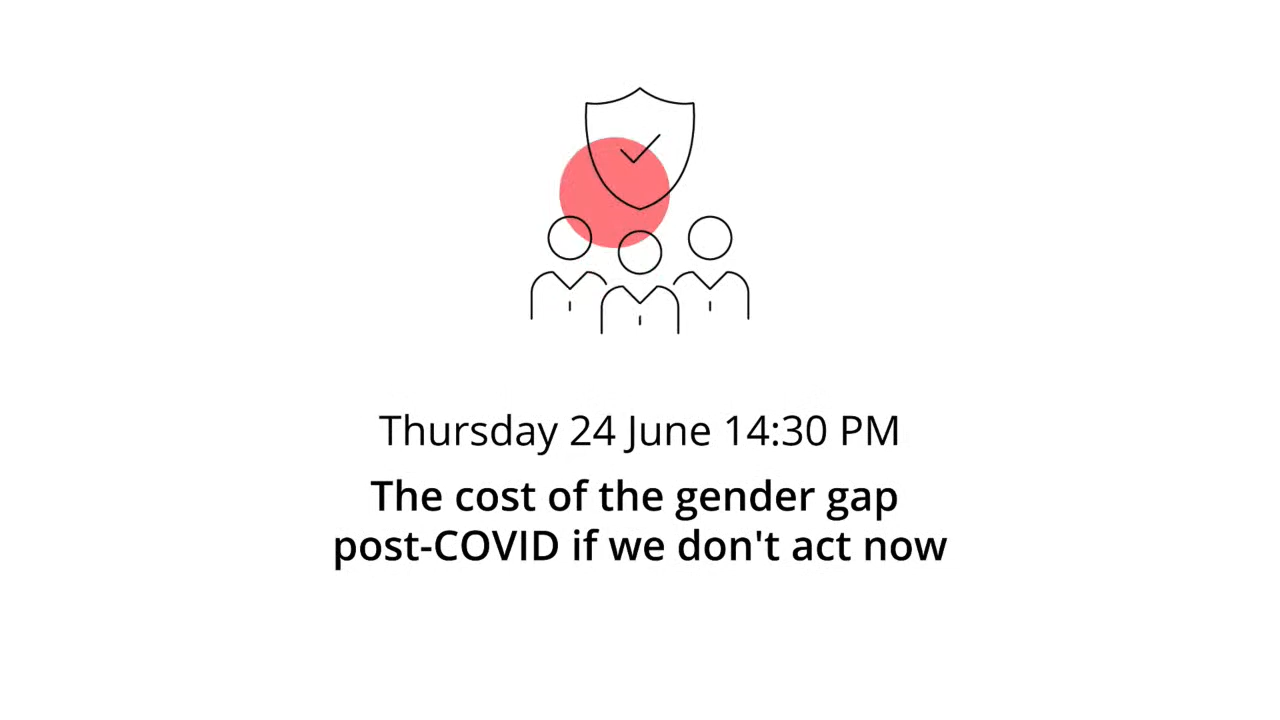 Thursday 24 June 14:30 PM
The cost of the gender gap
post-COVID if we don't act now